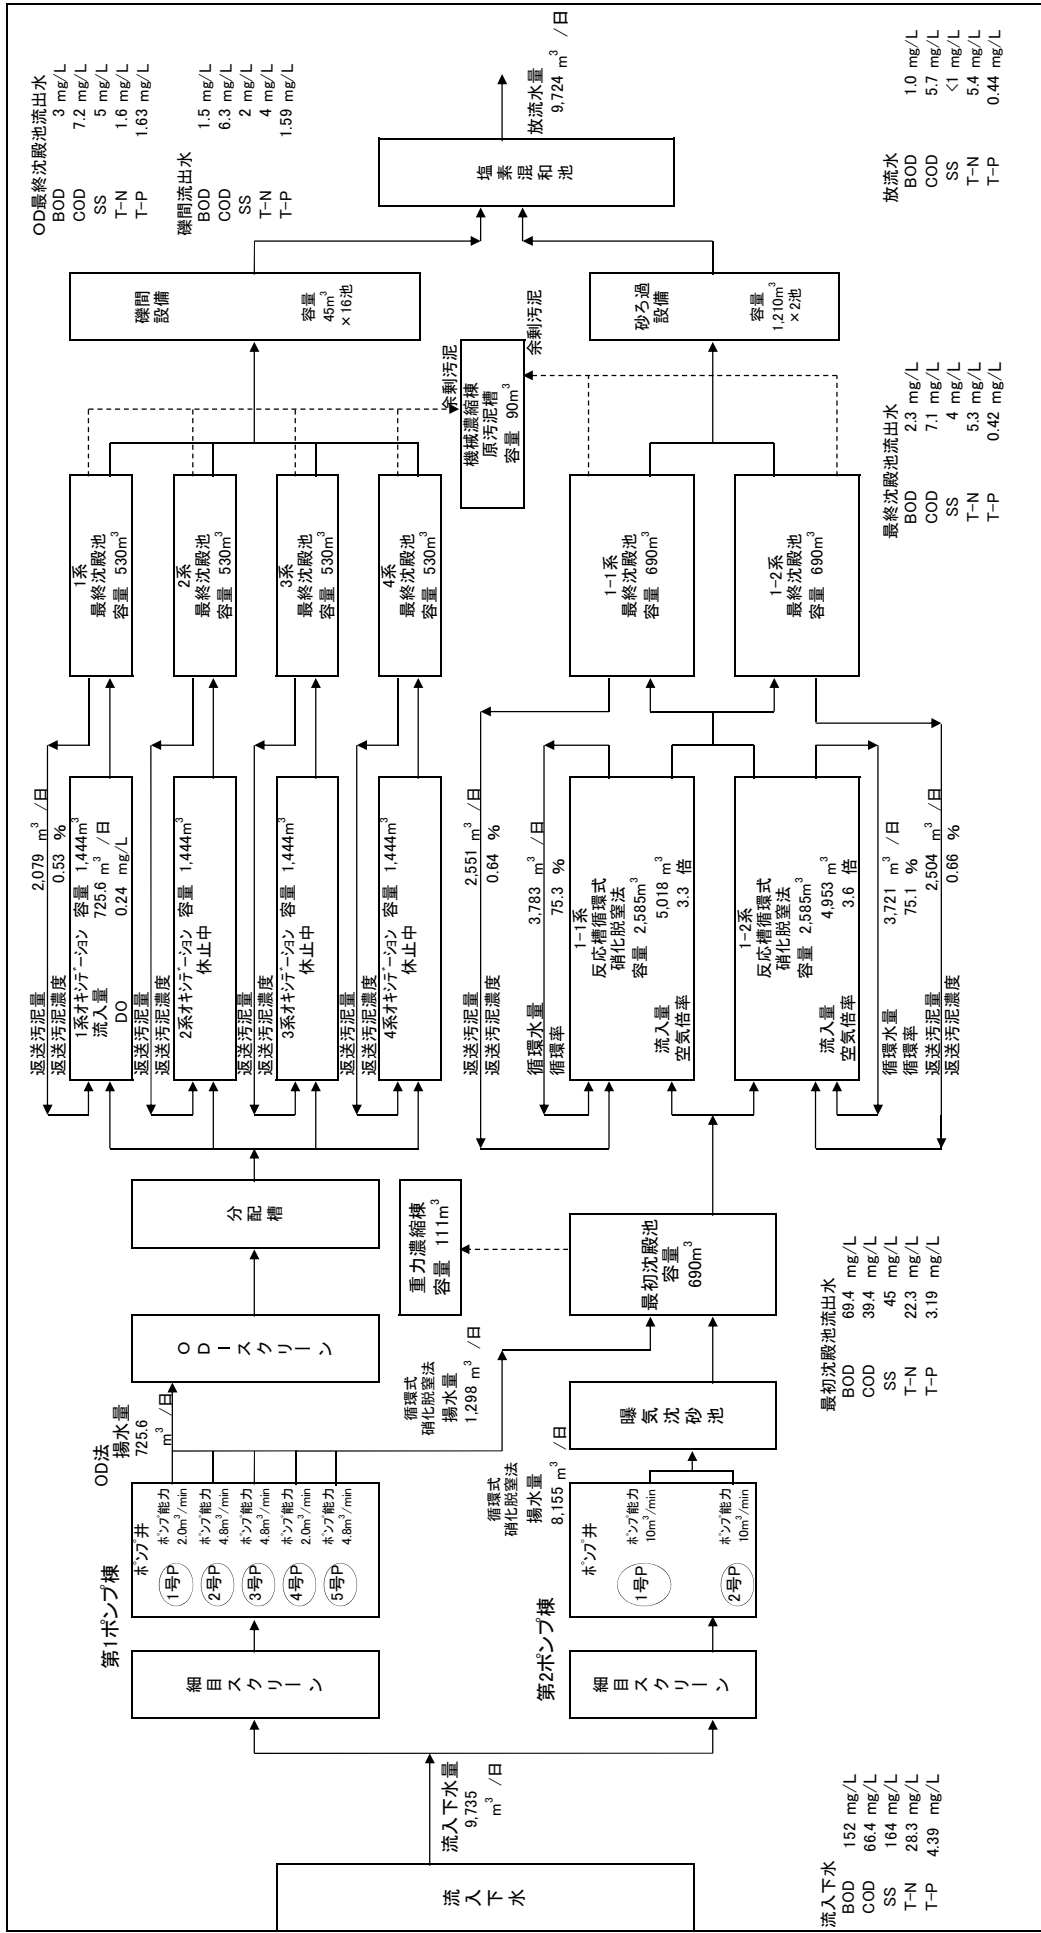 流入下水
流入下水量
9,735
m³ /日
流入下水
BOD 152 mg/L
COD 66.4 mg/L
SS 164 mg/L
T-N 28.3 mg/L
T-P 4.39 mg/L
細目スクリーン
第1ポンプ棟
ﾎﾟﾝﾌﾟ井
1号P
ﾎﾟﾝﾌﾟ能力
2.0m³/min
2号P
ﾎﾟﾝﾌﾟ能力
4.8m³/min
3号P
ﾎﾟﾝﾌﾟ能力
4.8m³/min
4号P
ﾎﾟﾝﾌﾟ能力
2.0m³/min
5号P
ﾎﾟﾝﾌﾟ能力
4.8m³/min
OD法
揚水量
725.6
m³ /日
ODースクリーン
分配槽
循環式
硝化脱窒法
揚水量
1,298 m³ /日
細目スクリーン
第2ポンプ棟
ﾎﾟﾝﾌﾟ井
1号P
ﾎﾟﾝﾌﾟ能力
10m³/min
2号P
ﾎﾟﾝﾌﾟ能力
10m³/min
循環式
硝化脱窒法
揚水量
8,155 m³ /日
曝気沈砂池
重力濃縮棟
容量 111m³
最初沈殿池
容量
690m³
最初沈殿池流出水
BOD 69.4 mg/L
COD 39.4 mg/L
SS 45 mg/L
T-N 22.3 mg/L
T-P 3.19 mg/L
返送汚泥量 2,079 m³ /日
返送汚泥濃度 0.53 %
1系ｵｷｼﾃﾞｰｼｮﾝ 容量 1,444m³
流入量 725.6 m³ /日
DO 0.24 mg/L
返送汚泥量
返送汚泥濃度
2系ｵｷｼﾃﾞｰｼｮﾝ 容量 1,444m³
休止中
返送汚泥量
返送汚泥濃度
3系ｵｷｼﾃﾞｰｼｮﾝ 容量 1,444m³
休止中
返送汚泥量
返送汚泥濃度
4系ｵｷｼﾃﾞｰｼｮﾝ 容量 1,444m³
休止中
返送汚泥量 2,551 m³ /日
返送汚泥濃度 0.64 %
循環水量 3,783 m³ /日
循環率 75.3 %
1-1系
反応槽循環式
硝化脱窒法
容量 2,585m³
流入量 5,018 m³
空気倍率 3.3 倍
1-2系
反応槽循環式
硝化脱窒法
容量 2,585m³
流入量 4,953 m³
空気倍率 3.6 倍
循環水量 3,721 m³ /日
循環率 75.1 %
返送汚泥量 2,504 m³ /日
返送汚泥濃度 0.66 %
1系
最終沈殿池
容量 530m³
2系
最終沈殿池
容量 530m³
3系
最終沈殿池
容量 530m³
4系
最終沈殿池
容量 530m³
余剰汚泥
機械濃縮棟
原汚泥槽
容量 90m³
余剰汚泥
1-1系
最終沈殿池
容量 690m³
1-2系
最終沈殿池
容量 690m³
最終沈殿池流出水
BOD 2.3 mg/L
COD 7.1 mg/L
SS 4 mg/L
T-N 5.3 mg/L
T-P 0.42 mg/L
礫間
設備
容量
45m³
×16池
砂ろ過
設備
容量
1,210m³
×2池
OD最終沈殿池流出水
BOD 3 mg/L
COD 7.2 mg/L
SS 5 mg/L
T-N 1.6 mg/L
T-P 1.63 mg/L
礫間流出水
BOD 1.5 mg/L
COD 6.3 mg/L
SS 2 mg/L
T-N 4 mg/L
T-P 1.59 mg/L
塩素混和池
放流水量
9,724 m³ /日
放流水
BOD 1.0 mg/L
COD 5.7 mg/L
SS <1 mg/L
T-N 5.4 mg/L
T-P 0.44 mg/L